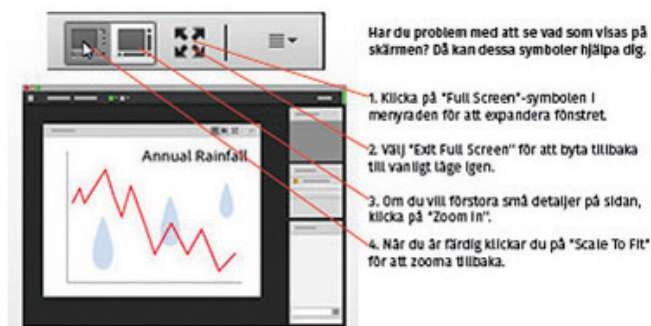 Har du problem med att se vad som visas på
skärmen? Då kan dessa symboler hjälpa dig.
1. Klicka på "Full Screen"-symbolen i
menyraden för att expandera fönstret.
2. Välj "Exit Full Screen" för att byta tillbaka
till vanligt läge igen.
3. Om du vill förstora små detaljer på sidan,
klicka på "Zoom in".
4. När du är färdig klickar du på "Scale To Fit"
för att zooma tillbaka.
Annual Rainfall